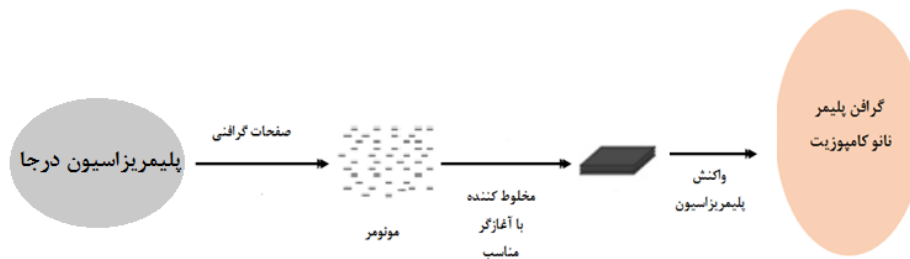 پلیمریزاسیون درجا
صفحات گرافنی
مونومر
مخلوط کننده
با آغازگر
مناسب
واکنش
پلیمریزاسیون
گرافن پلیمر
نانو کامپوزیت